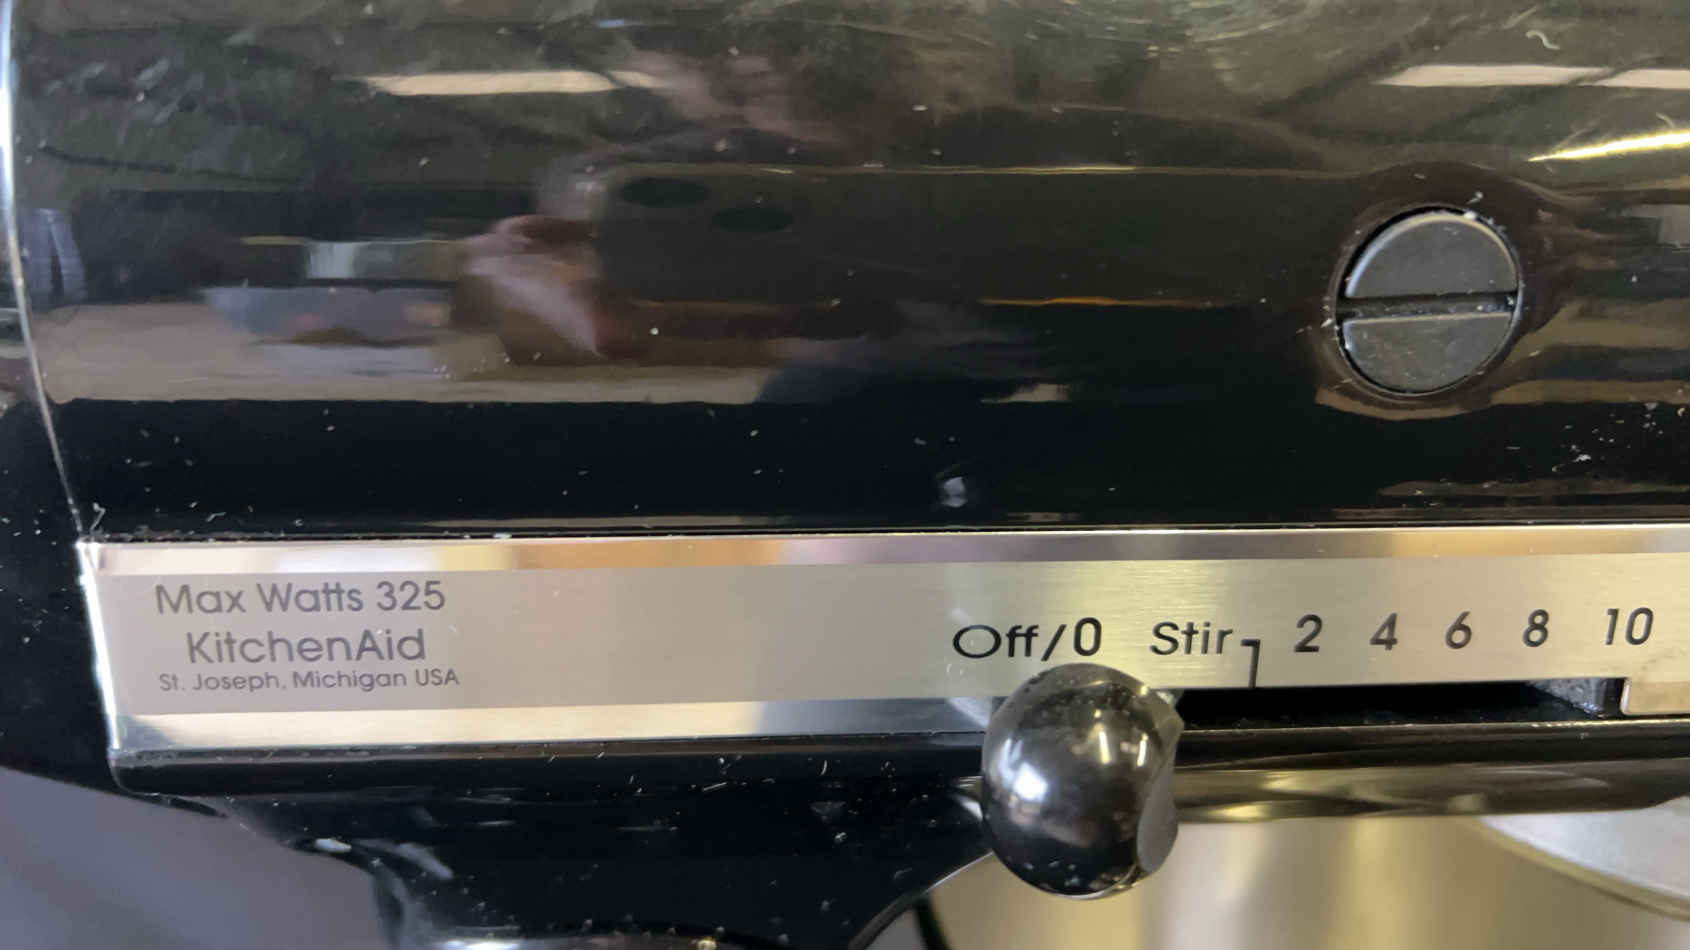 Max Watts 325
KitchenAid
St. Joseph, Michigan USA
Off/0 Stir 2 4 6 8 10